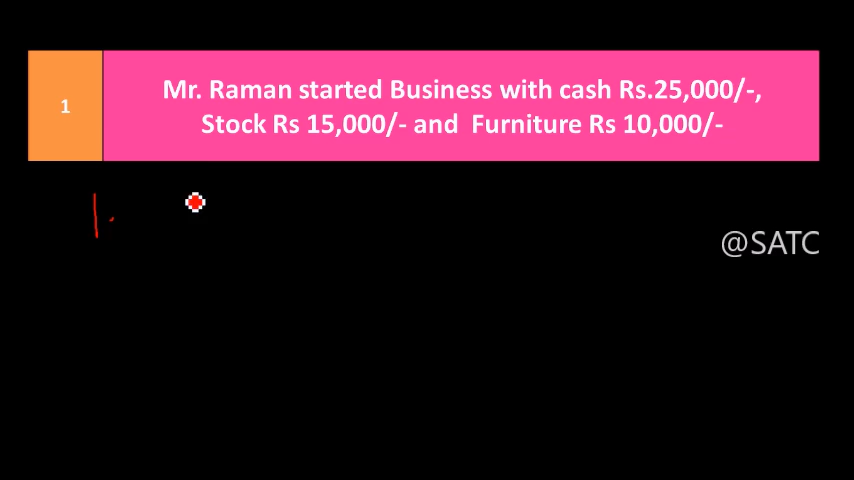 1
Mr. Raman started Business with cash Rs.25,000/-,
Stock Rs 15,000/- and Furniture Rs 10,000/-
1.
@SATC